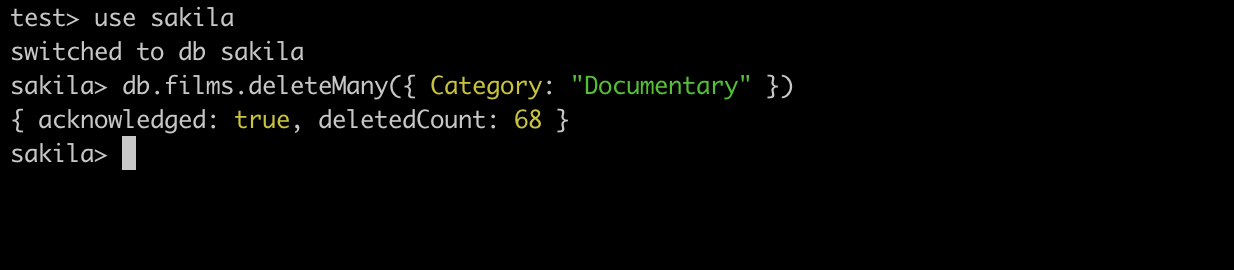 test> use sakila
switched to db sakila
sakila> db.films.deleteMany({ Category: "Documentary" })
{ acknowledged: true, deletedCount: 68 }
sakila>